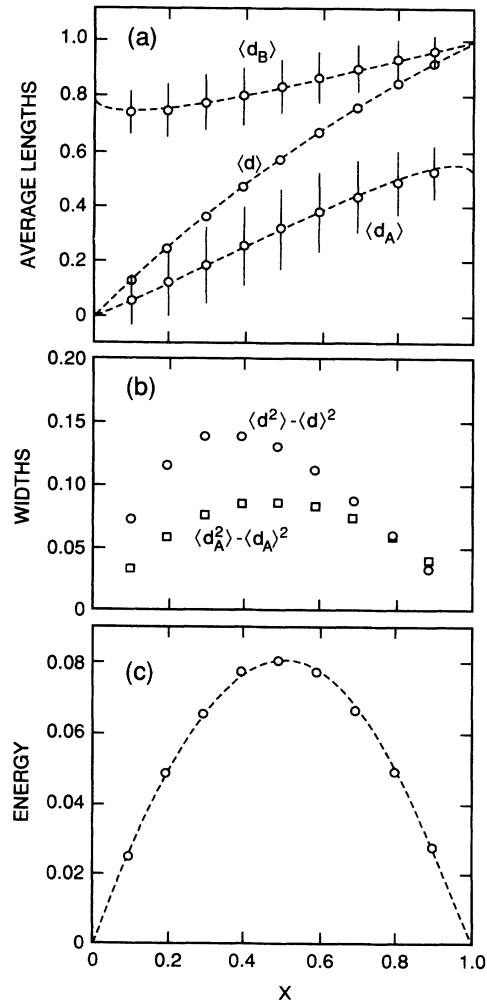 (a)
1.0
0.8
0.6
0.4
0.2
0
AVERAGE LENGTHS
⟨d_B⟩
⟨d⟩
⟨d_A⟩
(b)
0.20
0.15
0.10
0.05
0
WIDTHS
⟨d²⟩-⟨d⟩²
⟨d_A²⟩-⟨d_A⟩²
(c)
0.08
0.06
0.04
0.02
0
ENERGY
0 0.2 0.4 0.6 0.8 1.0
X